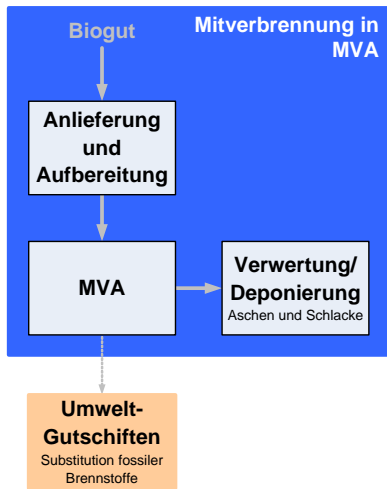 Biogut
Mitverbrennung in
MVA
Anlieferung
und
Aufbereitung
MVA
Verwertung/
Deponierung
Aschen und Schlacke
Umwelt-
Gutschiften
Substitution fossiler
Brennstoffe